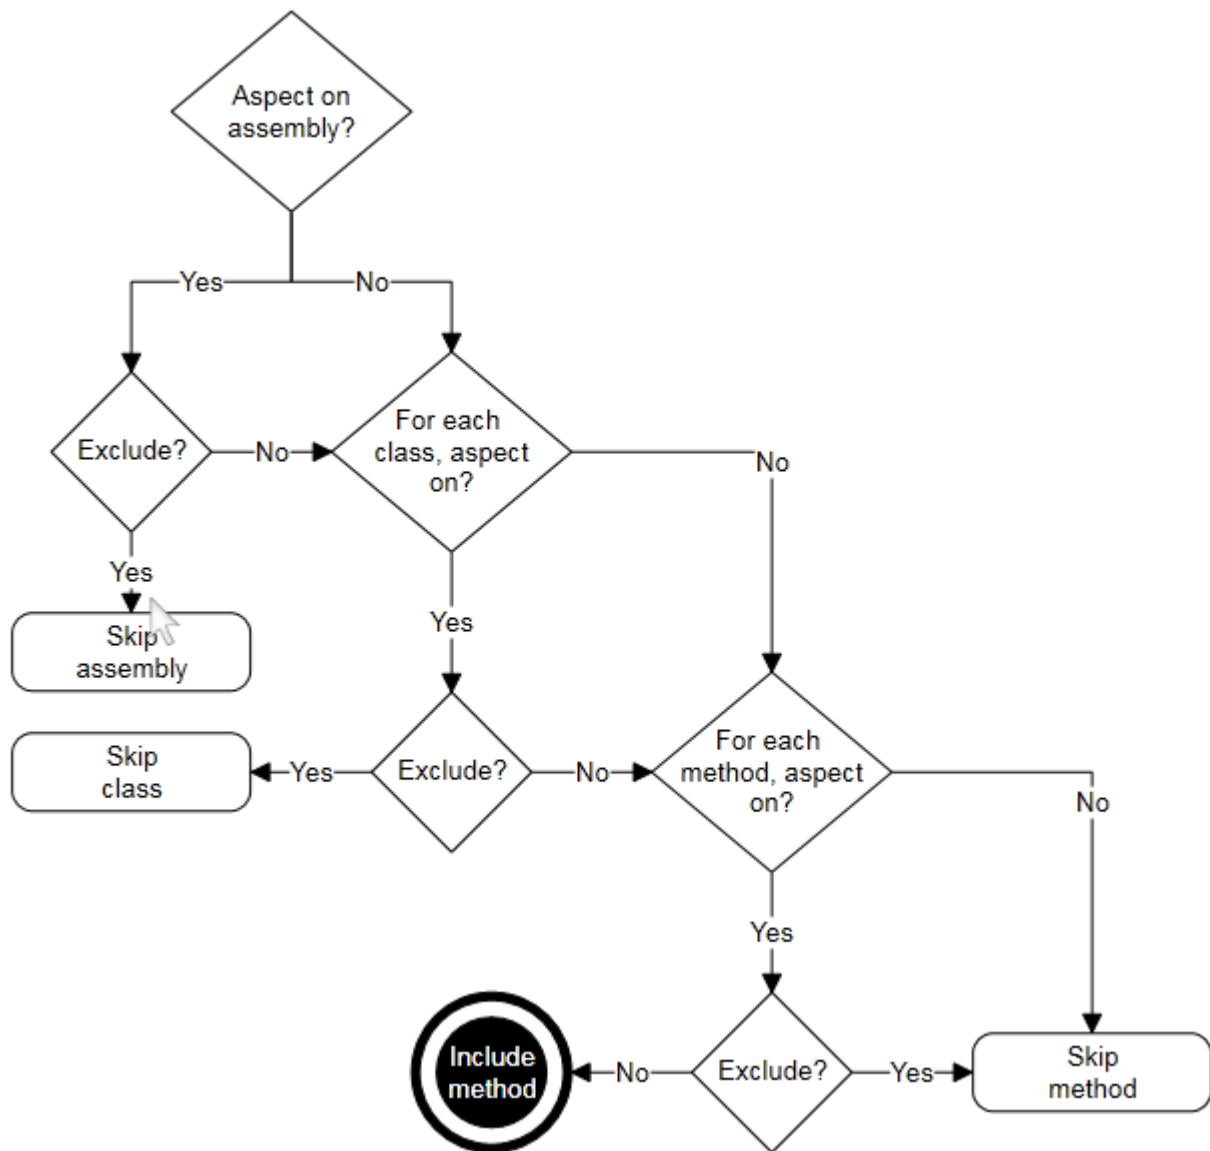 Aspect on
assembly?
Yes
No
Exclude?
No
For each
class, aspect
on?
No
Yes
Skip
assembly
Yes
Skip
class
Yes
Exclude?
No
For each
method, aspect
on?
No
Yes
Include
method
No
Exclude?
Yes
Skip
method